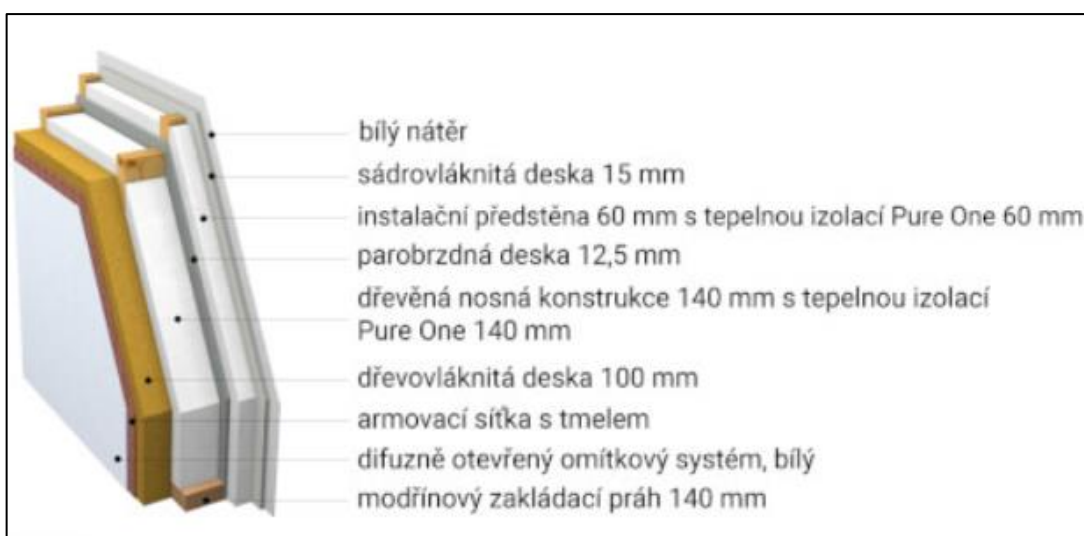 bílý nátěr
sádrovláknitá deska 15 mm
instalační předstěna 60 mm s tepelnou izolací Pure One 60 mm
parobrzdná deska 12,5 mm
dřevěná nosná konstrukce 140 mm s tepelnou izolací
Pure One 140 mm
dřevovláknitá deska 100 mm
armovací síťka s tmelem
difuzně otevřený omítkový systém, bílý
modřínový zakládací práh 140 mm